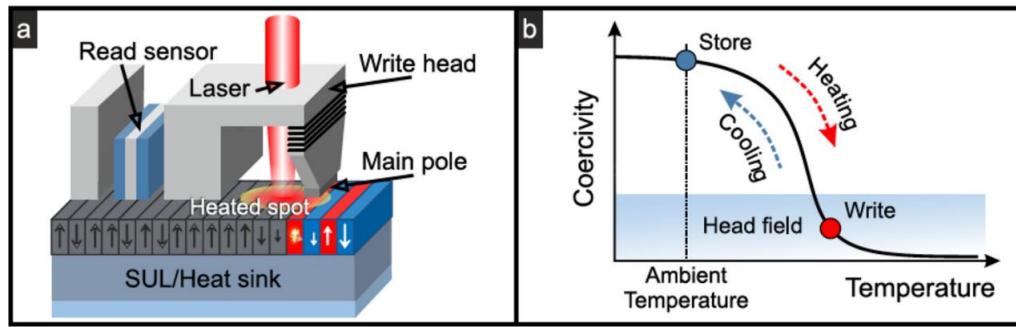 a
Read sensor
Laser
Write head
Main pole
Heated spot
SUL/Heat sink
b
Coercivity
Store
Heating
Cooling
Head field
Write
Ambient
Temperature
Temperature